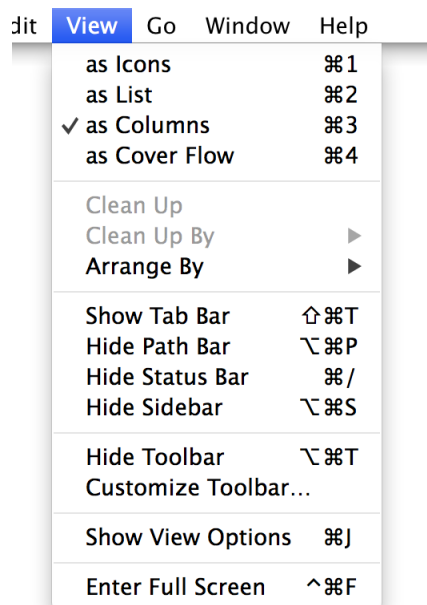 dit View Go Window Help
as Icons ⌘1
as List ⌘2
✓ as Columns ⌘3
as Cover Flow ⌘4
Clean Up
Clean Up By ▶
Arrange By ▶
Show Tab Bar ⇧⌘T
Hide Path Bar ⌥⌘P
Hide Status Bar ⌘/
Hide Sidebar ⌥⌘S
Hide Toolbar ⌥⌘T
Customize Toolbar…
Show View Options ⌘J
Enter Full Screen ^⌘F